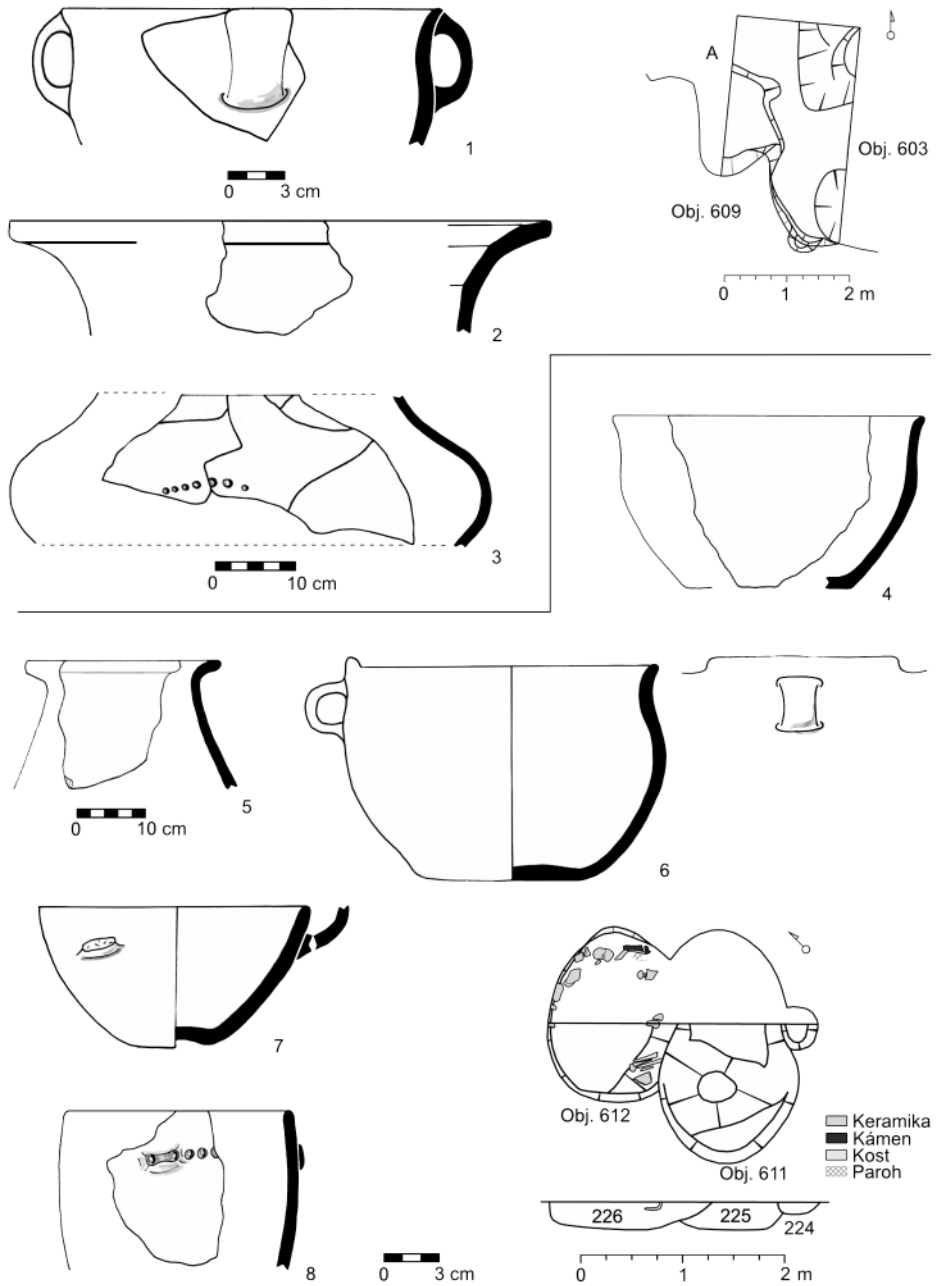 1
0 3 cm
A
Obj. 603
Obj. 609
0 1 2 m
2
3
0 10 cm
4
5
0 10 cm
6
7
Obj. 612
Obj. 611
Keramika
Kámen
Kost
Paroh
226 225 224
0 1 2 m
8
0 3 cm